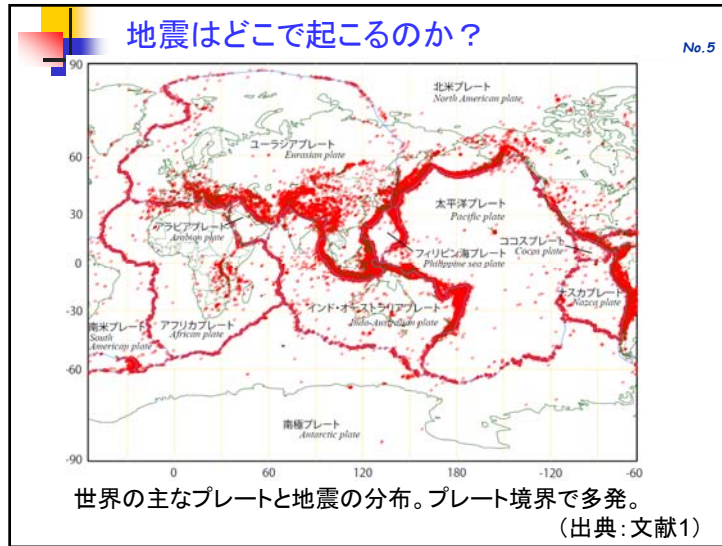 地震はどこで起こるのか？
No.5
90
北米プレート
North American plate
ユーラシアプレート
Eurasian plate
60
太平洋プレート
Pacific plate
30
アラビアプレート
Arabian plate
ココスプレート
Cocos plate
フィリピン海プレート
Philippine sea plate
0
ナスカプレート
Nazca plate
インド・オーストラリアプレート
Indo-Australian plate
-30
南米プレート
South
American plate
アフリカプレート
African plate
-60
南極プレート
Antarctic plate
-90
0 60 120 180 -120 -60
世界の主なプレートと地震の分布。プレート境界で多発。
（出典：文献1）